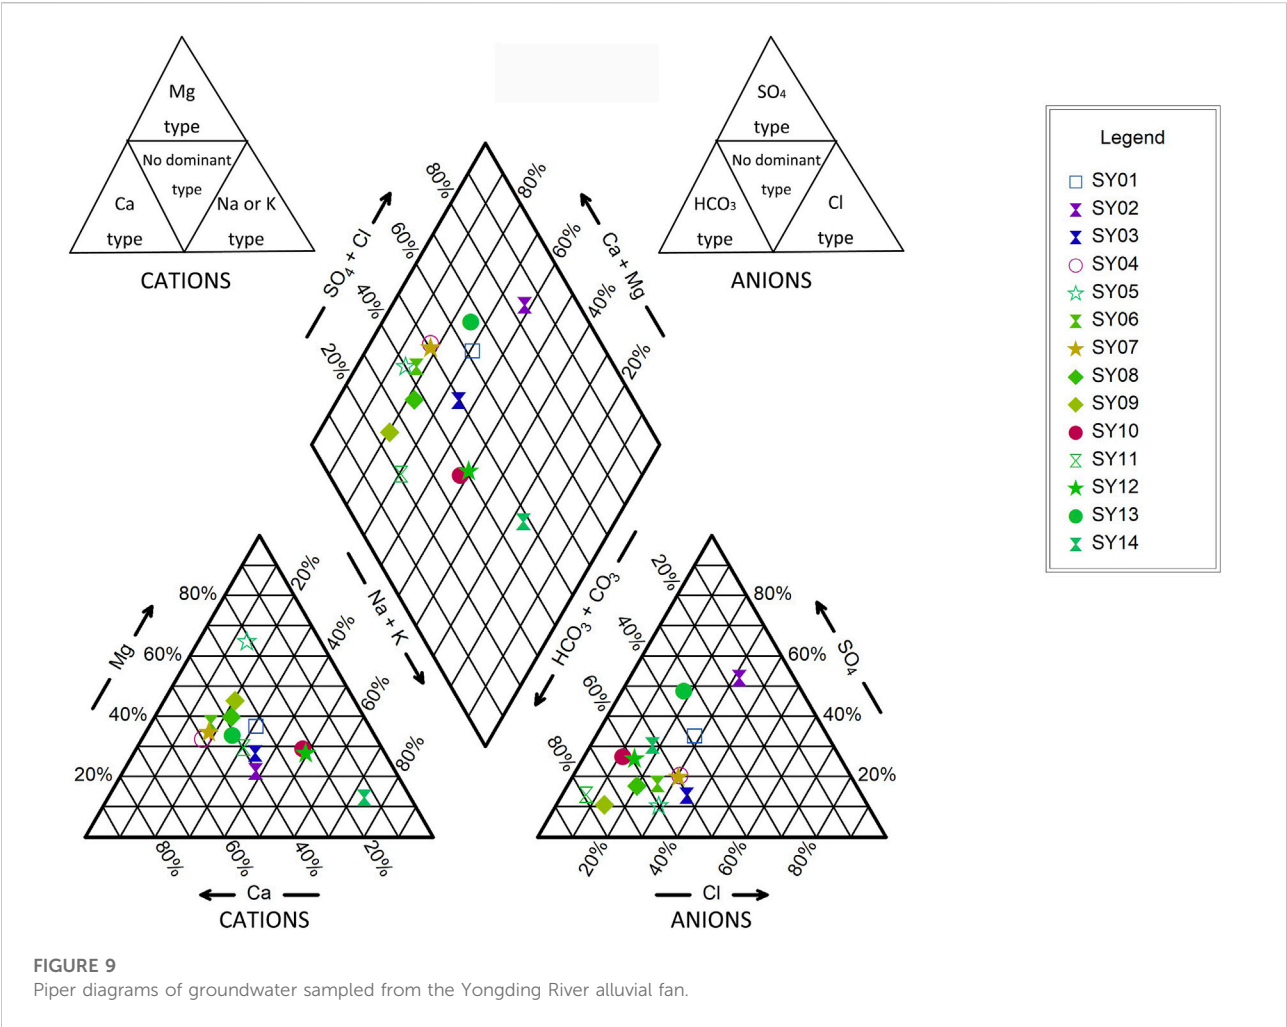 Mg
type
No dominant
type
Ca
type
Na or K
type
CATIONS
SO₄
type
No dominant
type
HCO₃
type
Cl
type
ANIONS
Legend
SY01
SY02
SY03
SY04
SY05
SY06
SY07
SY08
SY09
SY10
SY11
SY12
SY13
SY14
80%
60%
40%
20%
SO₄ + Cl
80%
60%
40%
20%
Ca + Mg
Na + K
HCO₃ + CO₃
Mg
80%
60%
40%
20%
20%
40%
60%
80%
80%
60%
40%
20%
Ca
CATIONS
20%
40%
60%
80%
80%
60%
40%
20%
SO₄
20%
40%
60%
80%
Cl
ANIONS
FIGURE 9
Piper diagrams of groundwater sampled from the Yongding River alluvial fan.